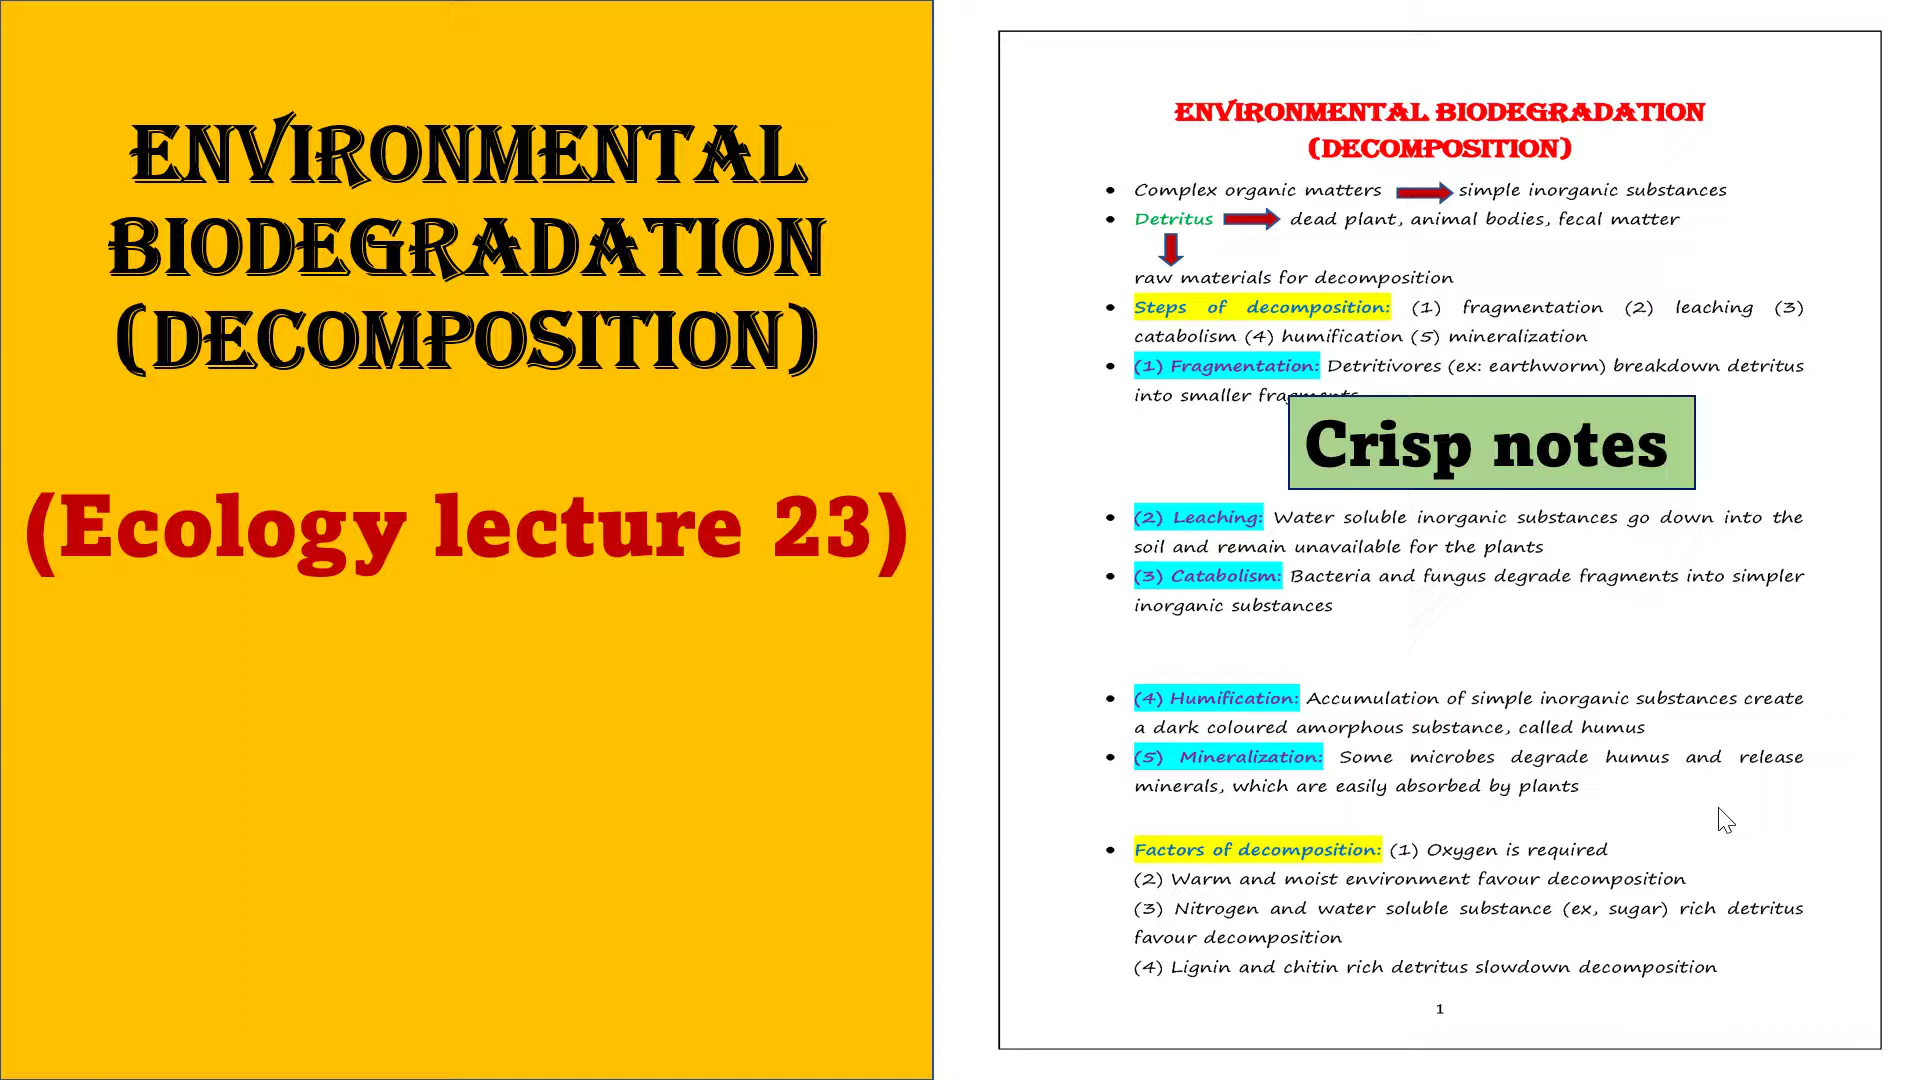 ENVIRONMENTAL
BIODEGRADATION
(DECOMPOSITION)
(Ecology lecture 23)
ENVIRONMENTAL BIODEGRADATION
(DECOMPOSITION)
• Complex organic matters simple inorganic substances
• Detritus dead plant, animal bodies, fecal matter
raw materials for decomposition
• Steps of decomposition: (1) fragmentation (2) leaching (3)
catabolism (4) humification (5) mineralization
• (1) Fragmentation: Detritivores (ex: earthworm) breakdown detritus
into smaller fragments
Crisp notes
• (2) Leaching: Water soluble inorganic substances go down into the
soil and remain unavailable for the plants
• (3) Catabolism: Bacteria and fungus degrade fragments into simpler
inorganic substances
• (4) Humification: Accumulation of simple inorganic substances create
a dark coloured amorphous substance, called humus
• (5) Mineralization: Some microbes degrade humus and release
minerals, which are easily absorbed by plants
• Factors of decomposition: (1) Oxygen is required
(2) Warm and moist environment favour decomposition
(3) Nitrogen and water soluble substance (ex, sugar) rich detritus
favour decomposition
(4) Lignin and chitin rich detritus slowdown decomposition
1